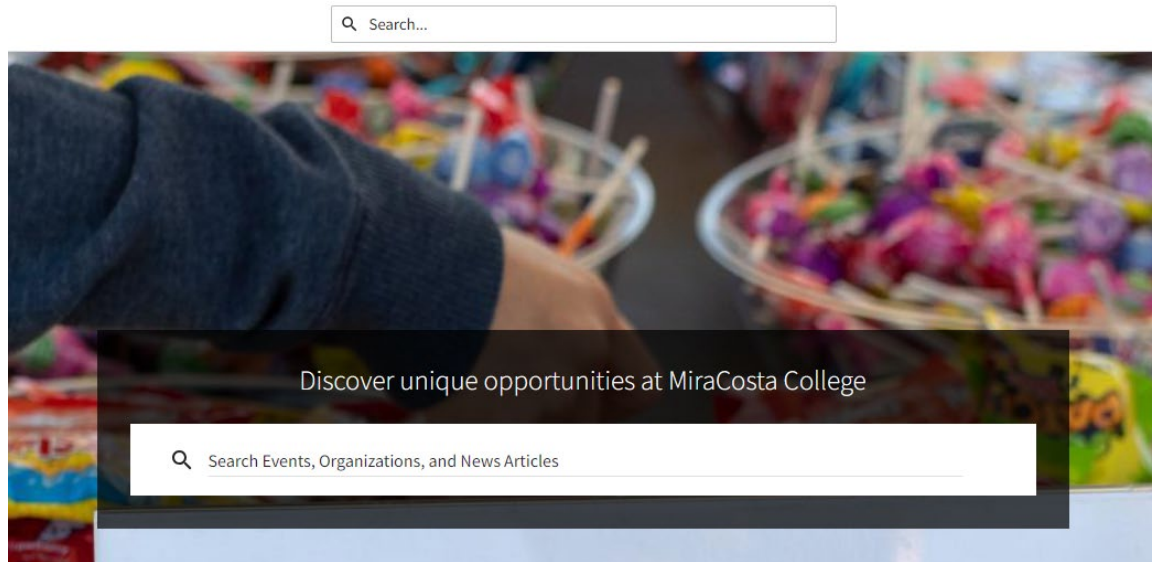 Search...
Discover unique opportunities at MiraCosta College
Search Events, Organizations, and News Articles